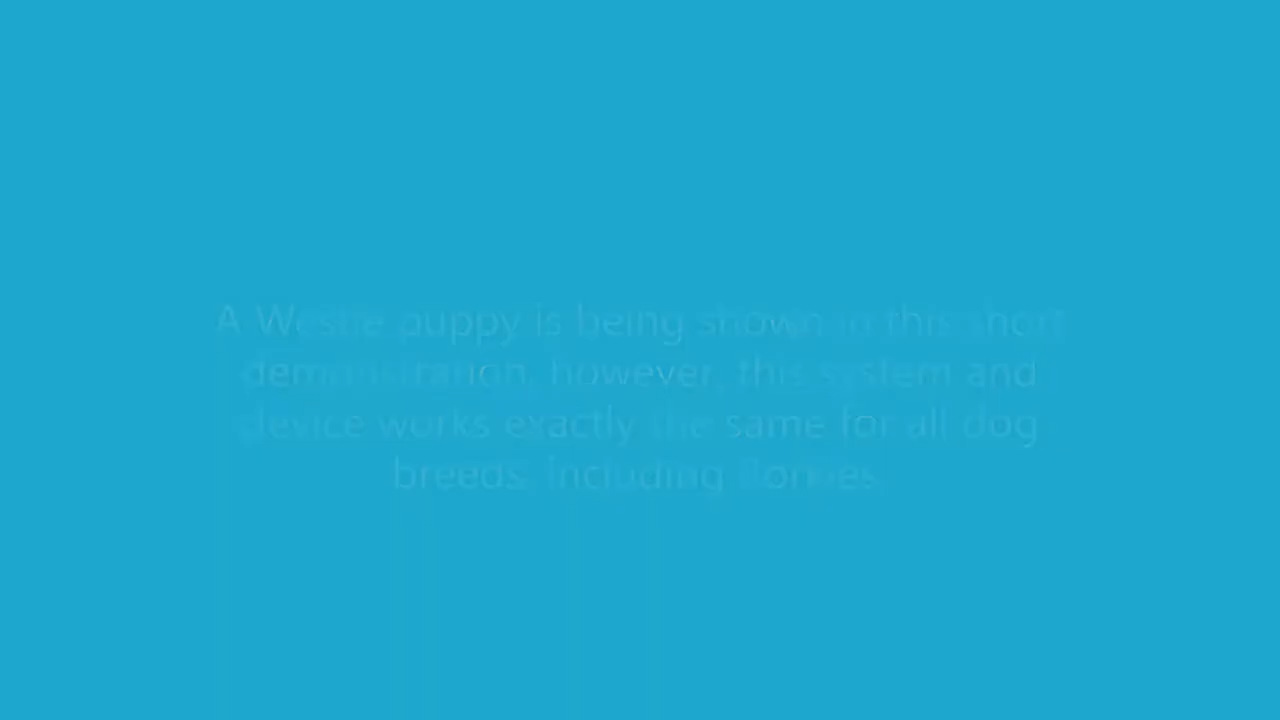 A Westie puppy is being shown in this short
demonstration, however, this system and
device works exactly the same for all dog
breeds, including Borkies.